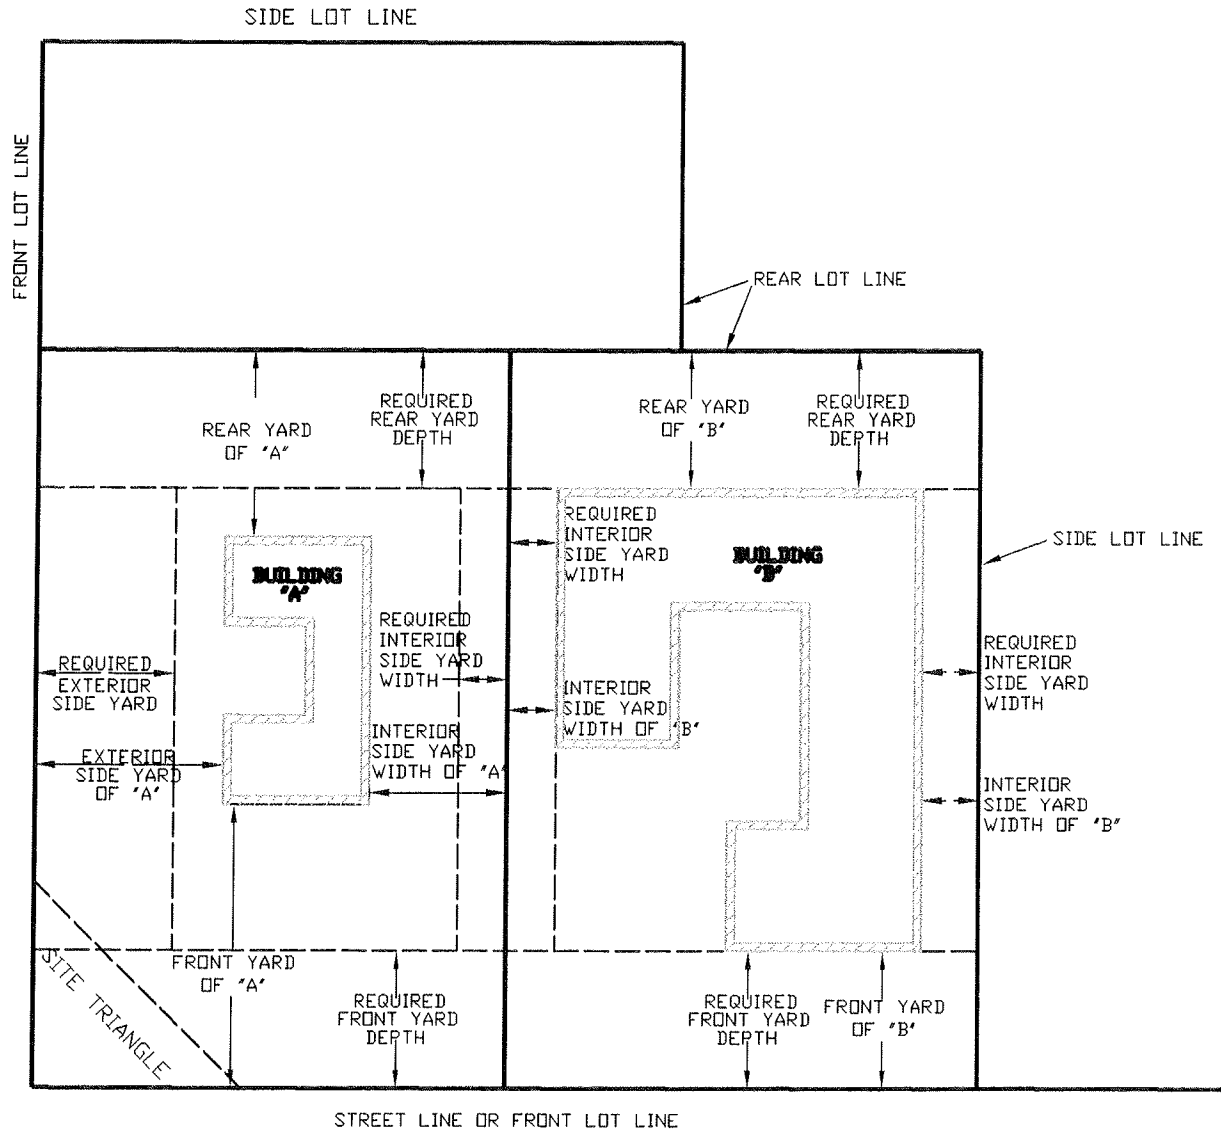 SIDE LOT LINE
FRONT LOT LINE
REAR LOT LINE
REAR YARD
OF "A"
REQUIRED
REAR YARD
DEPTH
REAR YARD
OF "B"
REQUIRED
REAR YARD
DEPTH
BUILDING
"A"
REQUIRED
INTERIOR
SIDE YARD
WIDTH
BUILDING
"B"
SIDE LOT LINE
REQUIRED
EXTERIOR
SIDE YARD
REQUIRED
INTERIOR
SIDE YARD
WIDTH
INTERIOR
SIDE YARD
WIDTH OF "B"
REQUIRED
INTERIOR
SIDE YARD
WIDTH
EXTERIOR
SIDE YARD
OF "A"
INTERIOR
SIDE YARD
WIDTH OF "A"
INTERIOR
SIDE YARD
WIDTH OF "B"
SITE TRIANGLE
FRONT YARD
OF "A"
REQUIRED
FRONT YARD
DEPTH
REQUIRED
FRONT YARD
DEPTH
FRONT YARD
OF "B"
STREET LINE OR FRONT LOT LINE